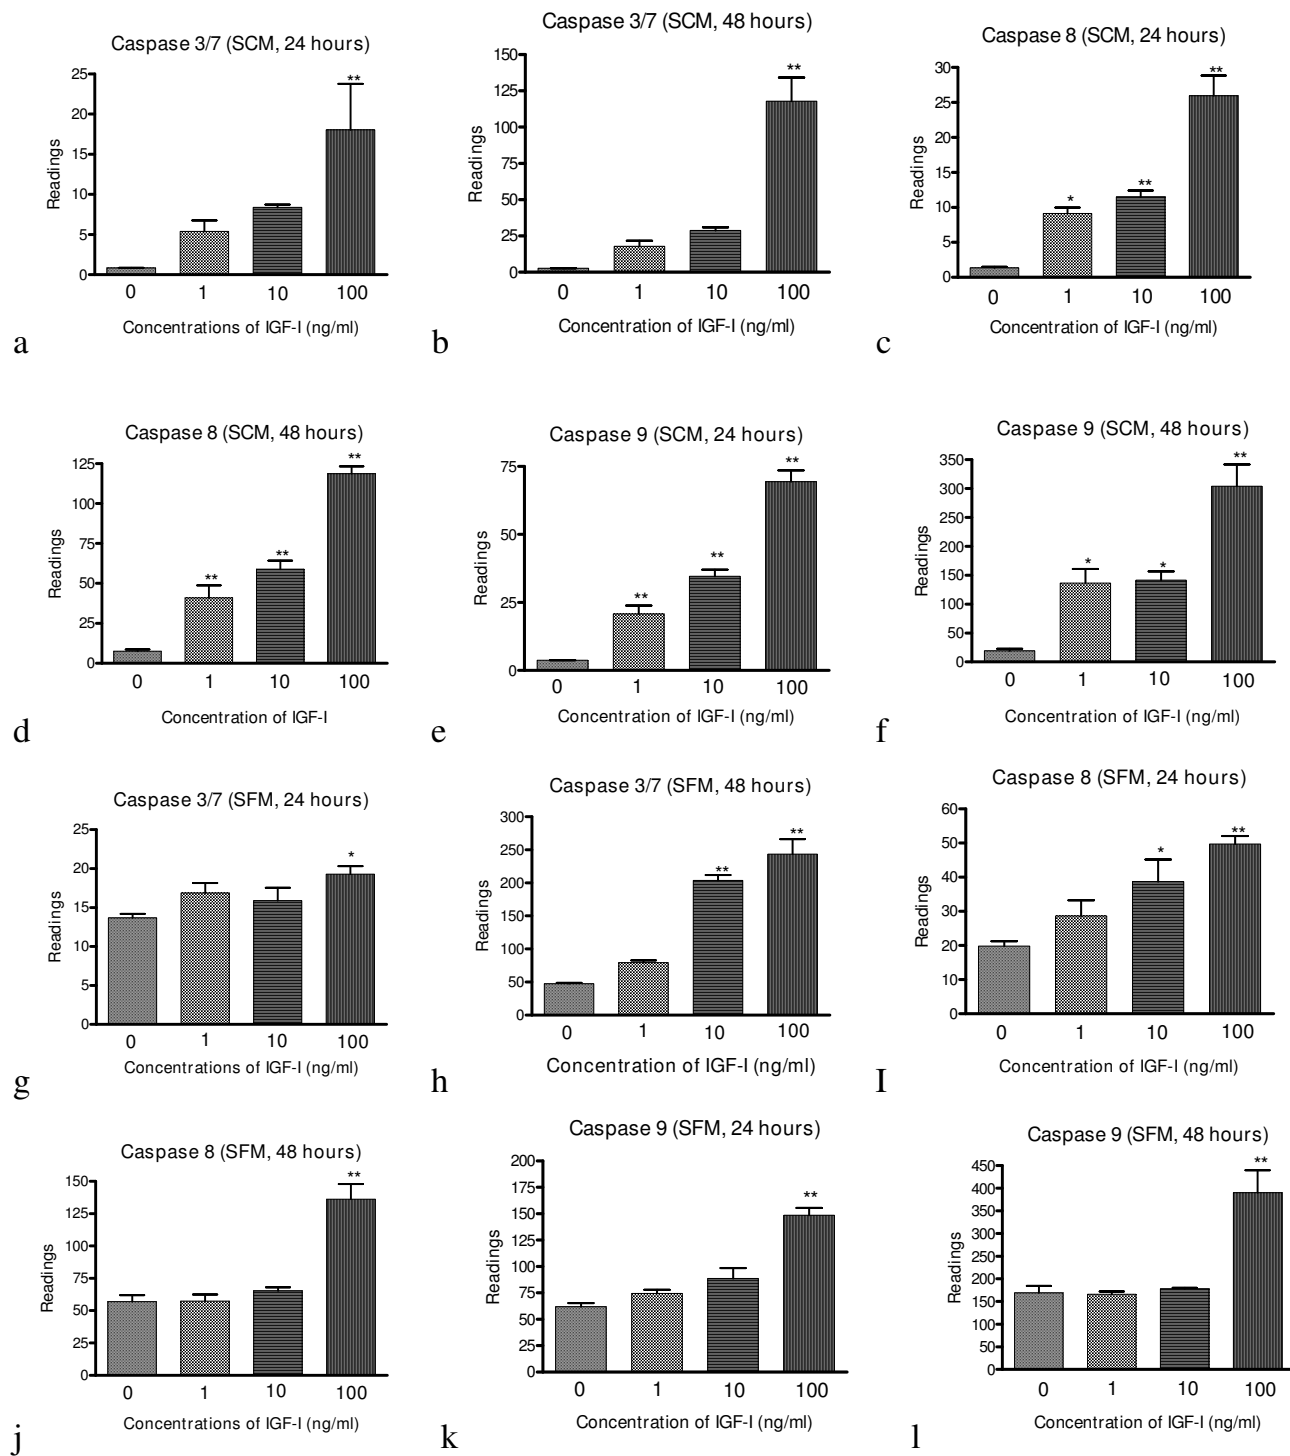 Caspase 3/7 (SCM, 24 hours)
25
20
15
10
5
0
Readings
**
0 1 10 100
Concentrations of IGF-I (ng/ml)
a
Caspase 3/7 (SCM, 48 hours)
150
125
100
75
50
25
0
Readings
**
0 1 10 100
Concentration of IGF-I (ng/ml)
b
Caspase 8 (SCM, 24 hours)
30
25
20
15
10
5
0
Readings
* ** **
0 1 10 100
Concentration of IGF-I (ng/ml)
c
Caspase 8 (SCM, 48 hours)
125
100
75
50
25
0
Readings
** ** **
0 1 10 100
Concentration of IGF-I
d
Caspase 9 (SCM, 24 hours)
75
50
25
0
Readings
** ** **
0 1 10 100
Concentration of IGF-I (ng/ml)
e
Caspase 9 (SCM, 48 hours)
350
300
250
200
150
100
50
0
Readings
* * **
0 1 10 100
Concentration of IGF-I (ng/ml)
f
Caspase 3/7 (SFM, 24 hours)
25
20
15
10
5
0
Readings
*
0 1 10 100
Concentrations of IGF-I (ng/ml)
g
Caspase 3/7 (SFM, 48 hours)
300
250
200
150
100
50
0
Readings
** **
0 1 10 100
Concentration of IGF-I (ng/ml)
h
Caspase 8 (SFM, 24 hours)
60
50
40
30
20
10
0
Readings
* **
0 1 10 100
Concentration of IGF-I (ng/ml)
I
Caspase 8 (SFM, 48 hours)
150
125
100
75
50
25
0
Readings
**
0 1 10 100
Concentrations of IGF-I (ng/ml)
j
Caspase 9 (SFM, 24 hours)
200
175
150
125
100
75
50
25
0
Readings
**
0 1 10 100
Concentration of IGF-I (ng/ml)
k
Caspase 9 (SFM, 48 hours)
450
400
350
300
250
200
150
100
50
0
Readings
**
0 1 10 100
Concentration of IGF-I (ng/ml)
l